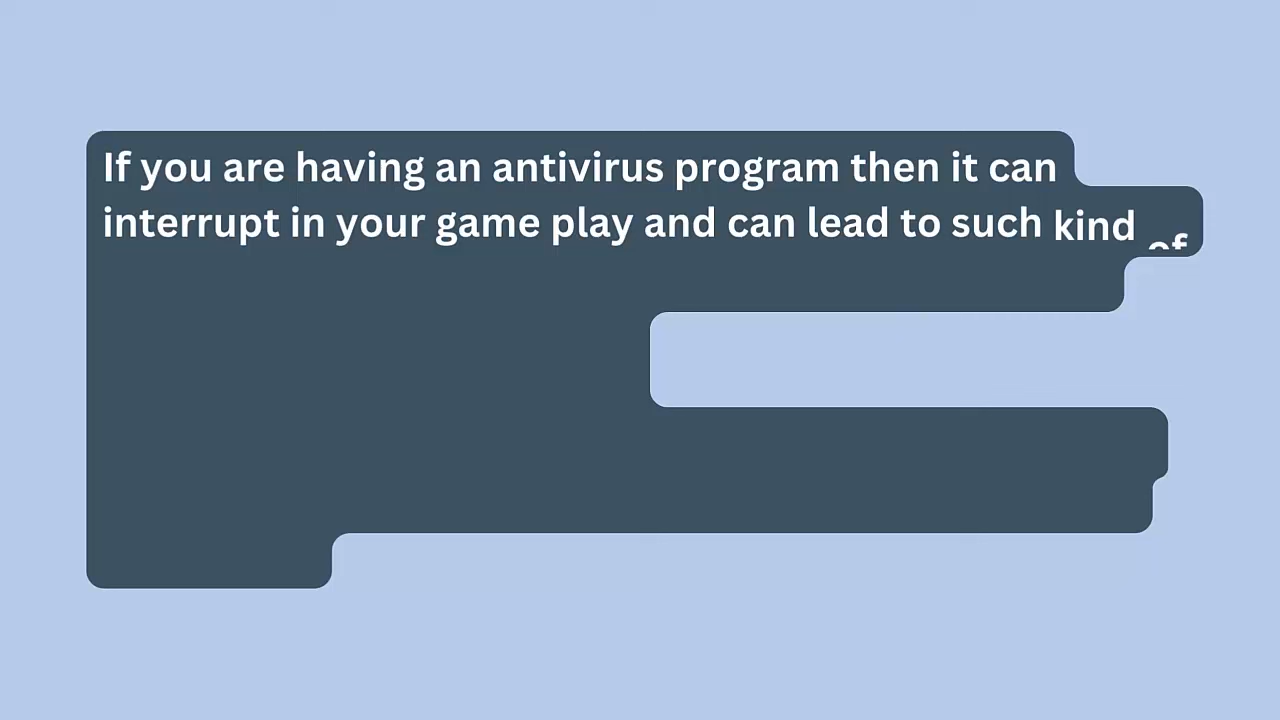 If you are having an antivirus program then it can
interrupt in your game play and can lead to such kind of